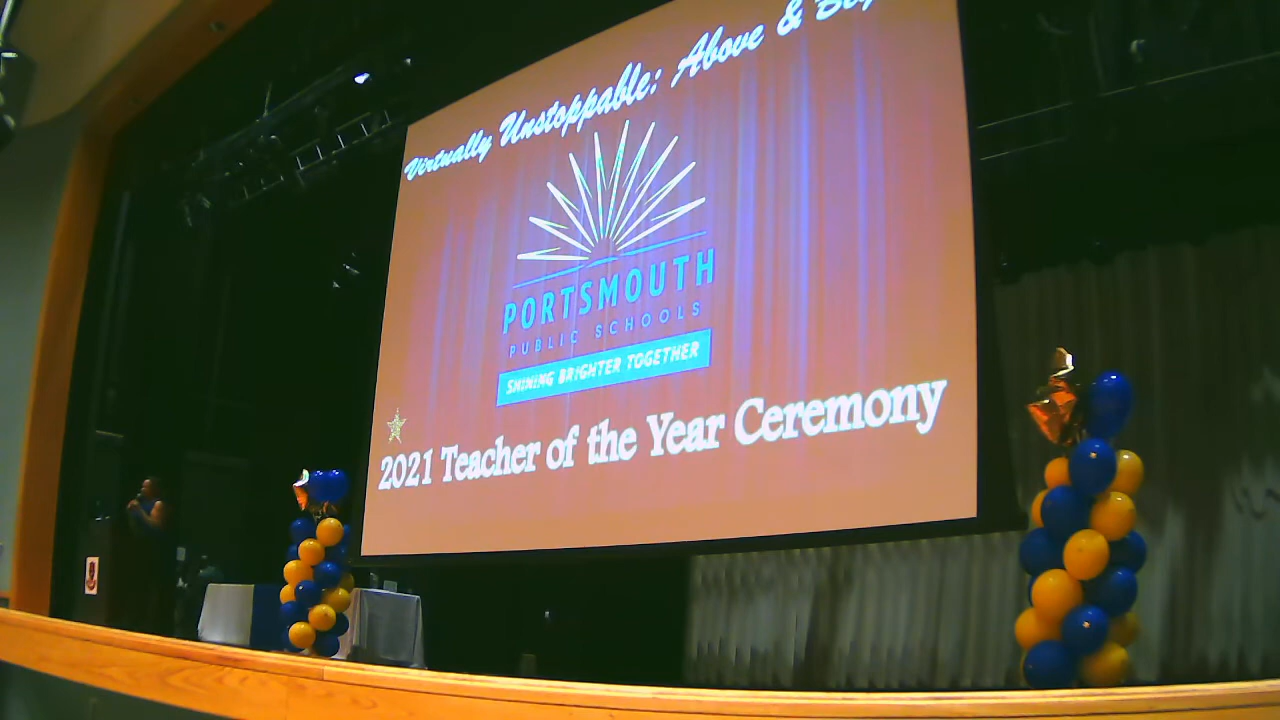 Virtually Unstoppable: Above &
PORTSMOUTH
PUBLIC SCHOOLS
SHINING BRIGHTER TOGETHER
2021 Teacher of the Year Ceremony